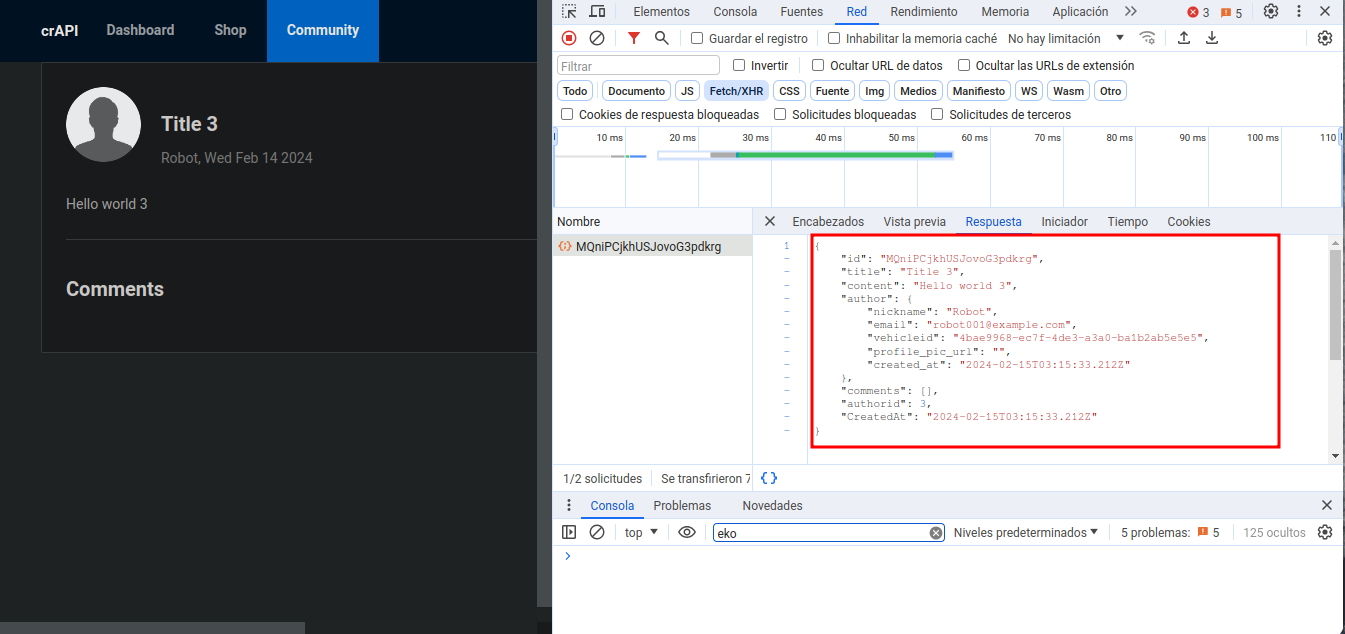 crAPI Dashboard Shop Community
Title 3
Robot, Wed Feb 14 2024
Hello world 3
Comments
Elementos Consola Fuentes Red Rendimiento Memoria Aplicación 3 5
Guardar el registro Inhabilitar la memoria caché No hay limitación
Filtrar Invertir Ocultar URL de datos Ocultar las URLs de extensión
Todo Documento JS Fetch/XHR CSS Fuente Img Medios Manifiesto WS Wasm Otro
Cookies de respuesta bloqueadas Solicitudes bloqueadas Solicitudes de terceros
10 ms 20 ms 30 ms 40 ms 50 ms 60 ms 70 ms 80 ms 90 ms 100 ms 110
Nombre
MQniPCjkhUSJovoG3pdkrg
Encabezados Vista previa Respuesta Iniciador Tiempo Cookies
1 {
- "id": "MQniPCjkhUSJovoG3pdkrg",
- "title": "Title 3",
- "content": "Hello world 3",
- "author": {
- "nickname": "Robot",
- "email": "robot001@example.com",
- "vehicleid": "4bae9968-ec7f-4de3-a3a0-ba1b2ab5e5e5",
- "profile_pic_url": "",
- "created_at": "2024-02-15T03:15:33.212Z"
- },
- "comments": [],
- "authorid": 3,
- "CreatedAt": "2024-02-15T03:15:33.212Z"
- }
1/2 solicitudes Se transfirieron 7 {}
Consola Problemas Novedades
top eko Niveles predeterminados 5 problemas: 5 125 ocultos